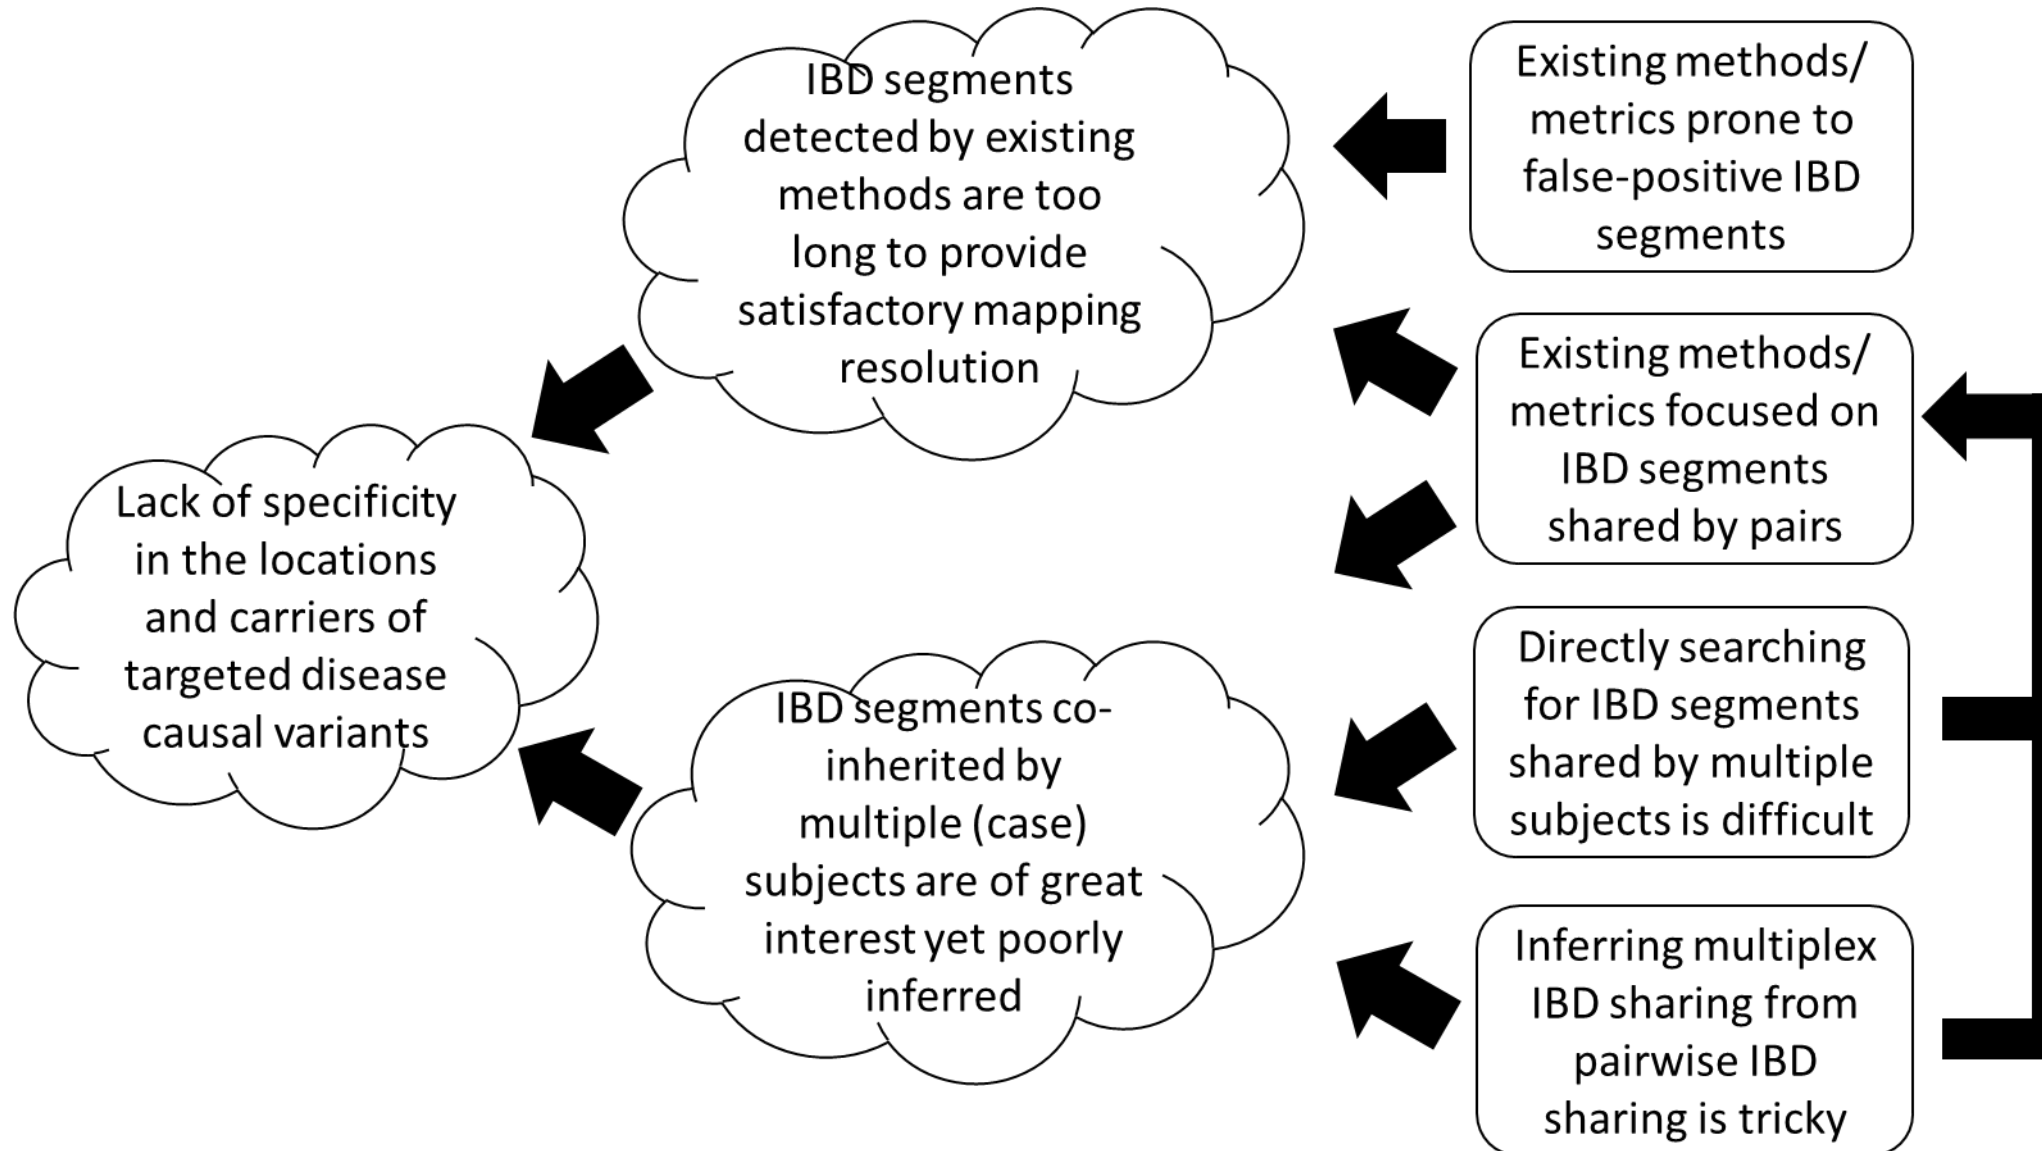 IBD segments
detected by existing
methods are too
long to provide
satisfactory mapping
resolution
Existing methods/
metrics prone to
false-positive IBD
segments
Existing methods/
metrics focused on
IBD segments
shared by pairs
Lack of specificity
in the locations
and carriers of
targeted disease
causal variants
IBD segments co-
inherited by
multiple (case)
subjects are of great
interest yet poorly
inferred
Directly searching
for IBD segments
shared by multiple
subjects is difficult
Inferring multiplex
IBD sharing from
pairwise IBD
sharing is tricky